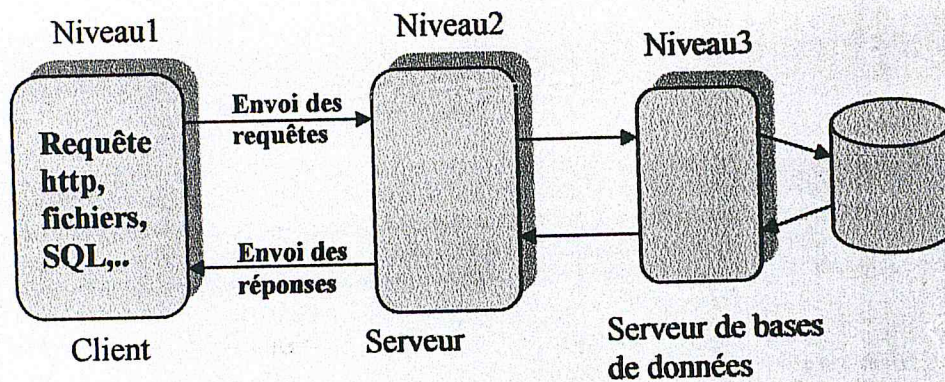 Niveau1
Niveau2
Niveau3
Requête
http,
fichiers,
SQL,..
Envoi des
requêtes
Envoi des
réponses
Client
Serveur
Serveur de bases
de données